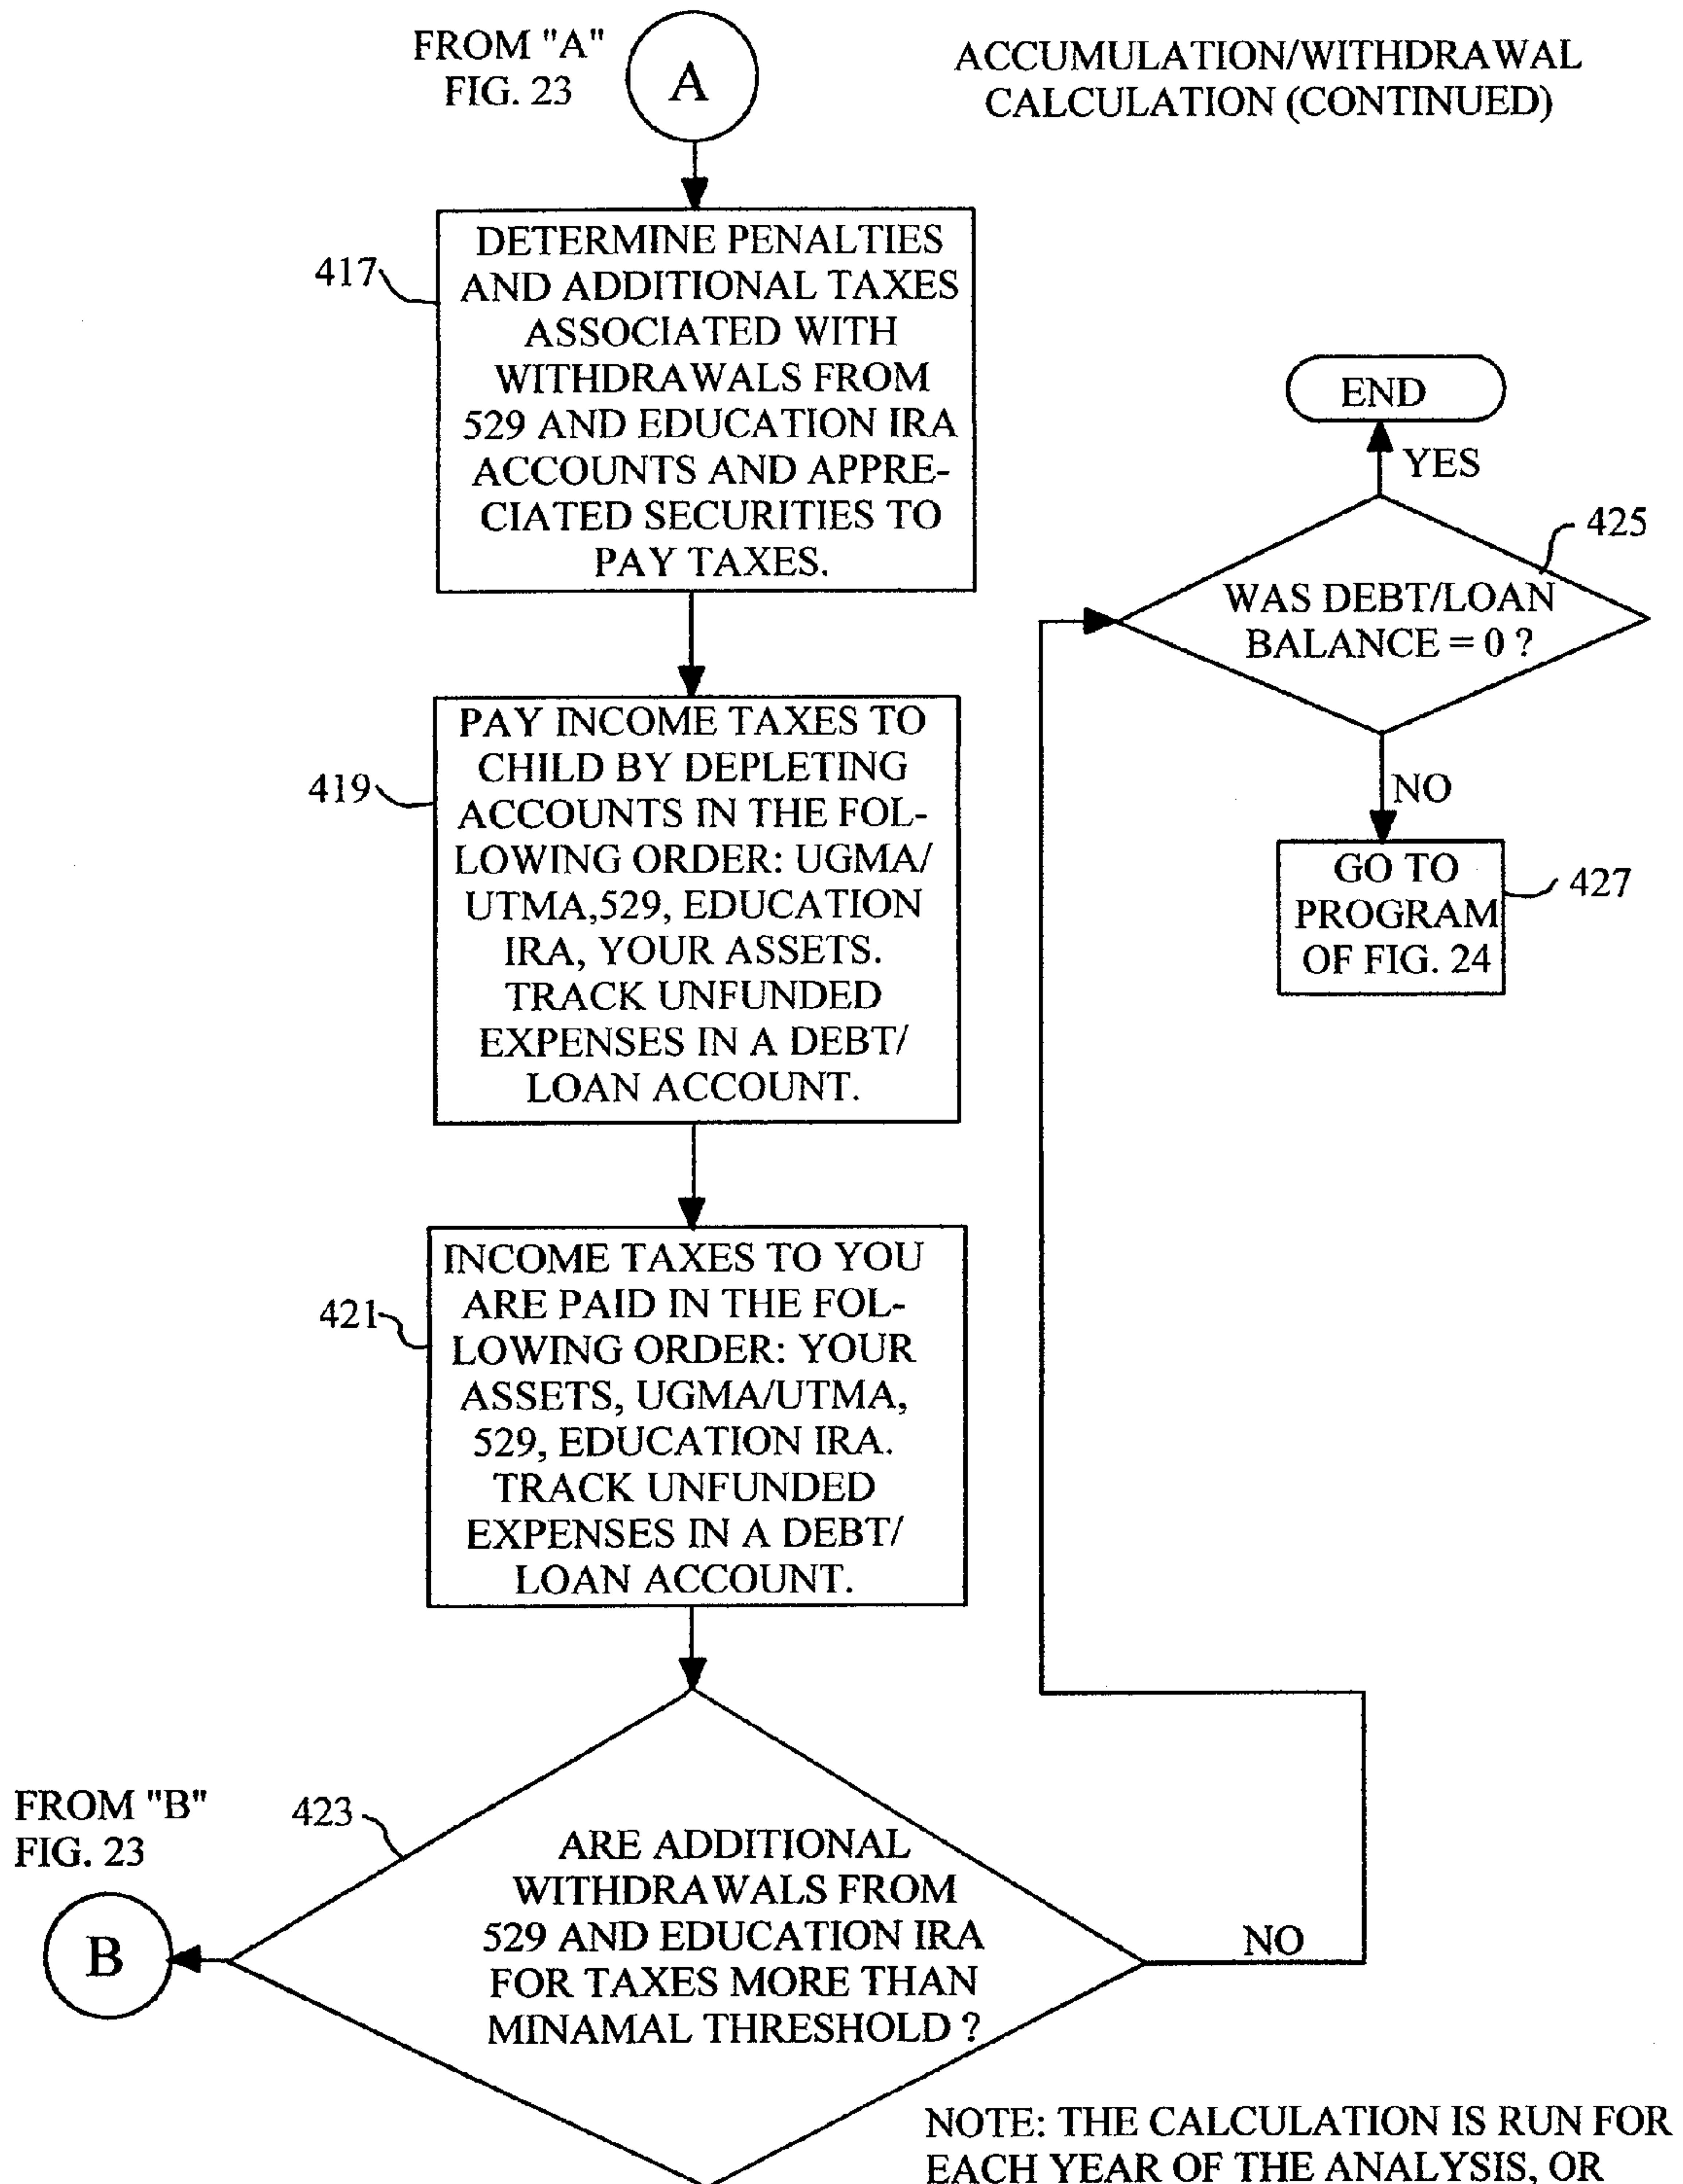 FROM "A"
FIG. 23
A
ACCUMULATION/WITHDRAWAL
CALCULATION (CONTINUED)
417
DETERMINE PENALTIES
AND ADDITIONAL TAXES
ASSOCIATED WITH
WITHDRAWALS FROM
529 AND EDUCATION IRA
ACCOUNTS AND APPRE-
CIATED SECURITIES TO
PAY TAXES.
419
PAY INCOME TAXES TO
CHILD BY DEPLETING
ACCOUNTS IN THE FOL-
LOWING ORDER: UGMA/
UTMA,529, EDUCATION
IRA, YOUR ASSETS.
TRACK UNFUNDED
EXPENSES IN A DEBT/
LOAN ACCOUNT.
421
INCOME TAXES TO YOU
ARE PAID IN THE FOL-
LOWING ORDER: YOUR
ASSETS, UGMA/UTMA,
529, EDUCATION IRA.
TRACK UNFUNDED
EXPENSES IN A DEBT/
LOAN ACCOUNT.
FROM "B"
FIG. 23
B
423
ARE ADDITIONAL
WITHDRAWALS FROM
529 AND EDUCATION IRA
FOR TAXES MORE THAN
MINAMAL THRESHOLD ?
NO
END
YES
425
WAS DEBT/LOAN
BALANCE = 0 ?
NO
GO TO
PROGRAM
OF FIG. 24
427
NOTE: THE CALCULATION IS RUN FOR
EACH YEAR OF THE ANALYSIS, OR